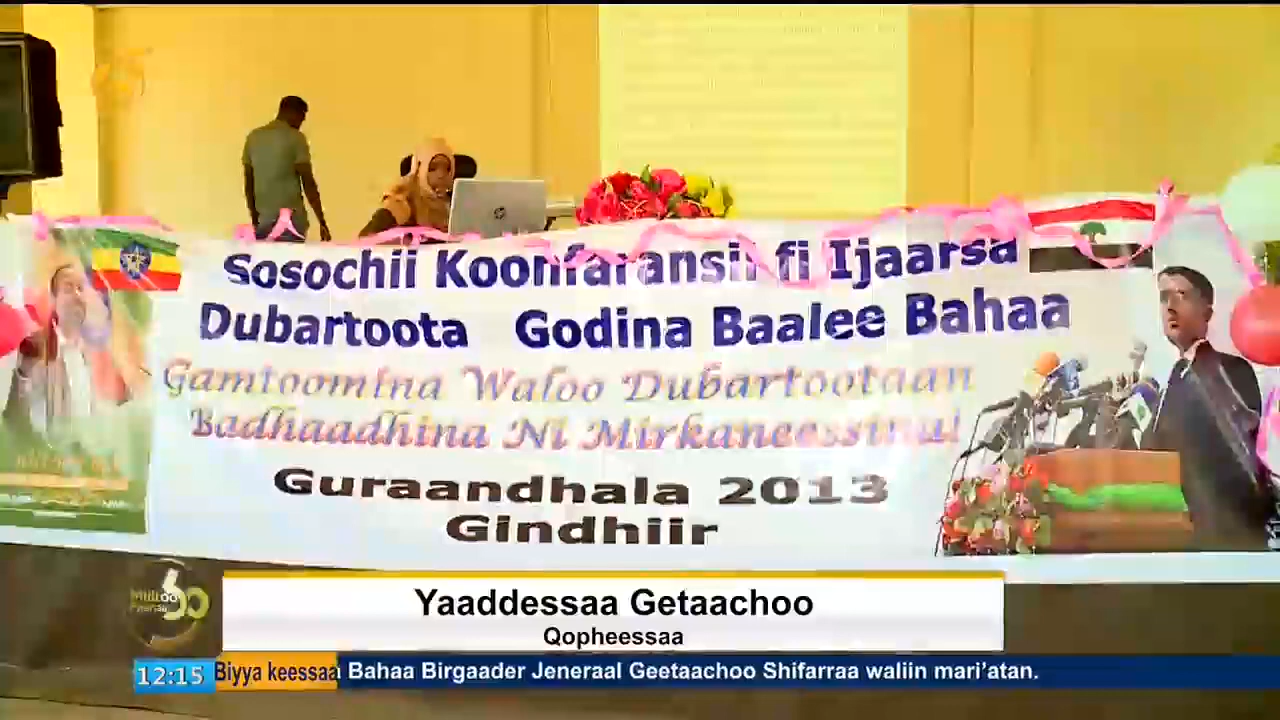 Sosochii Koonfaransii fi Ijaarsa
Dubartoota Godina Baalee Bahaa
Gamtoomina Waloo Dubartootaan
Badhaadhina Ni Mirkaneessina!
Guraandhala 2013
Gindhiir
Yaaddessaa Getaachoo
Qopheessaa
12:15 Biyya keessaa Bahaa Birgaader Jeneraal Geetaachoo Shifarraa waliin mari'atan.